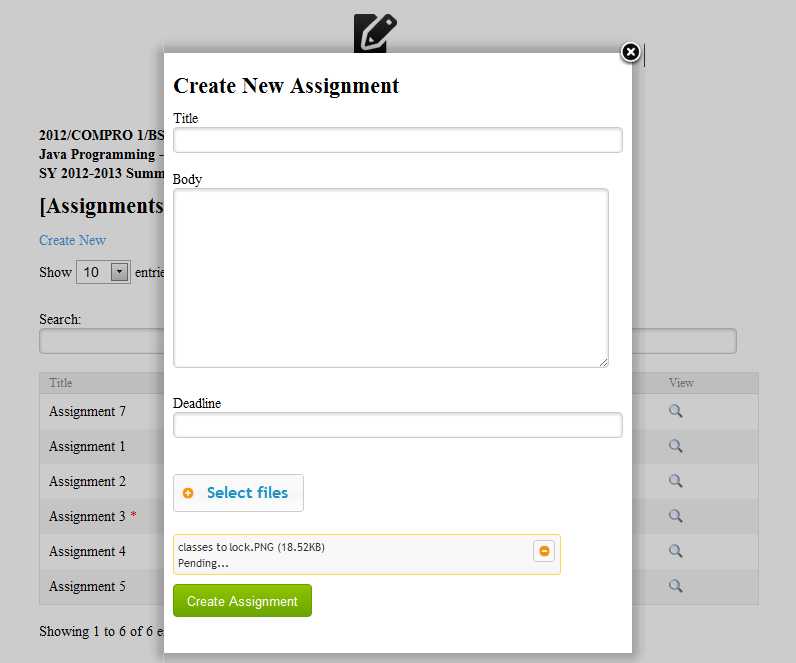 Create New Assignment
Title
Body
Deadline
Select files
classes to lock.PNG (18.52KB)
Pending...
Create Assignment
2012/COMPRO 1/BS
Java Programming -
SY 2012-2013 Summ
[Assignments
Create New
Show 10 entrie
Search:
Title View
Assignment 7
Assignment 1
Assignment 2
Assignment 3 *
Assignment 4
Assignment 5
Showing 1 to 6 of 6 e